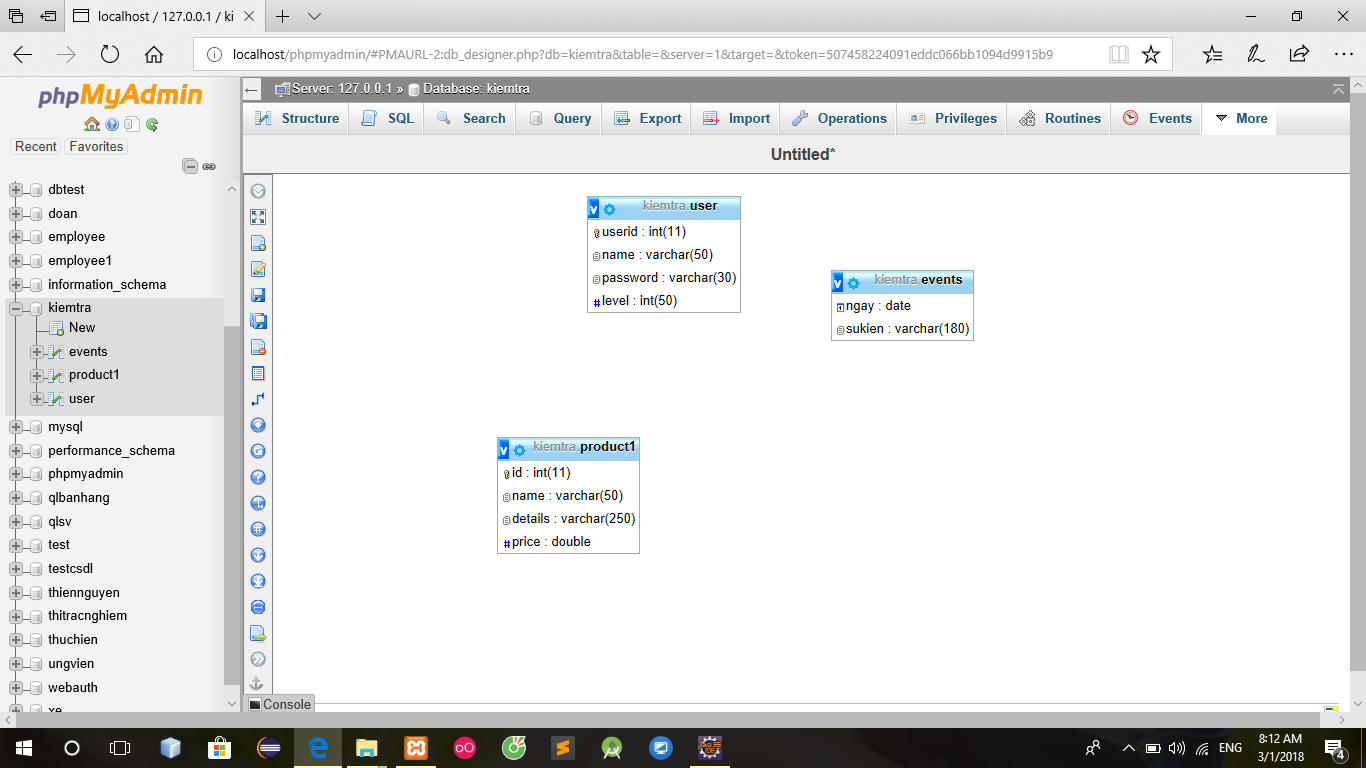 localhost / 127.0.0.1 / ki
localhost/phpmyadmin/#PMAURL-2:db_designer.php?db=kiemtra&table=&server=1&target=&token=507458224091eddc066bb1094d9915b9
phpMyAdmin
Recent Favorites
dbtest
doan
employee
employee1
information_schema
kiemtra
New
events
product1
user
mysql
performance_schema
phpmyadmin
qlbanhang
qlsv
test
testcsdl
thiennguyen
thitracnghiem
thuchien
ungvien
webauth
xe
Server: 127.0.0.1 » Database: kiemtra
Structure SQL Search Query Export Import Operations Privileges Routines Events More
Untitled*
v kiemtra.user
userid : int(11)
name : varchar(50)
password : varchar(30)
# level : int(50)
v kiemtra.events
ngay : date
sukien : varchar(180)
v kiemtra.product1
id : int(11)
name : varchar(50)
details : varchar(250)
# price : double
Console
ENG
8:12 AM
3/1/2018
4